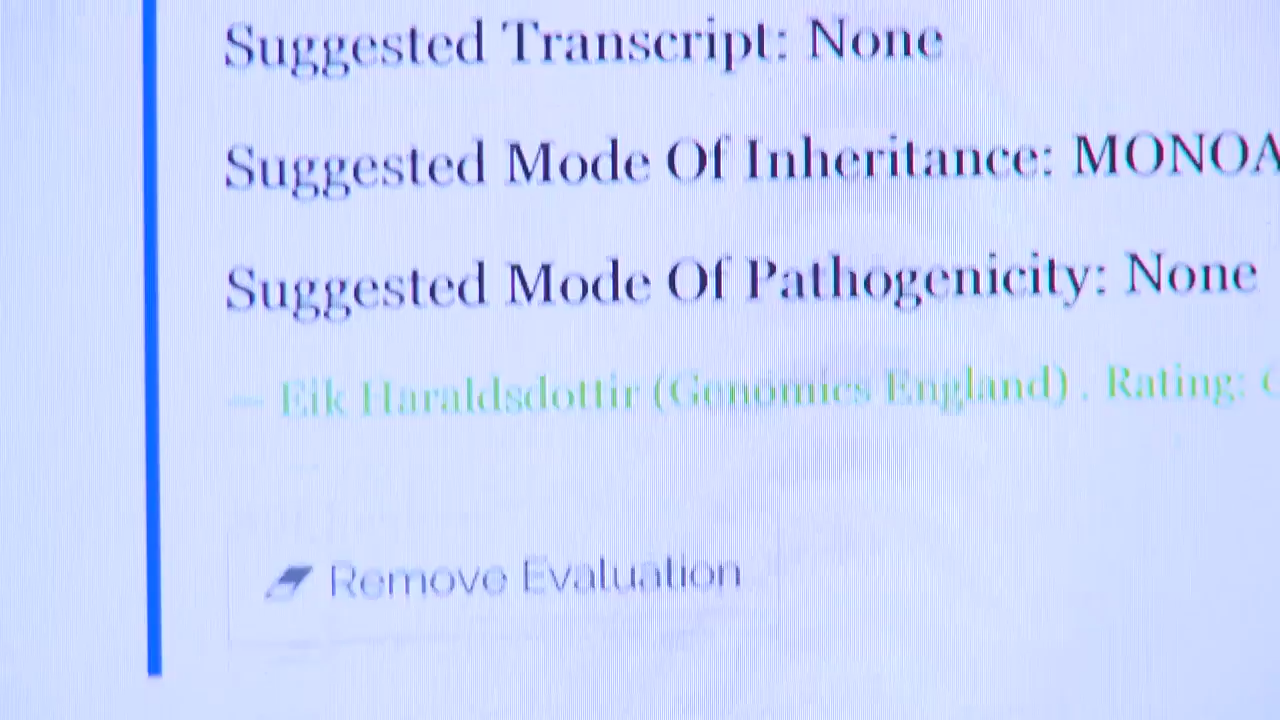 Suggested Transcript: None
Suggested Mode Of Inheritance: MONOA
Suggested Mode Of Pathogenicity: None
— Eik Haraldsdottir (Genomics England) . Rating:
Remove Evaluation